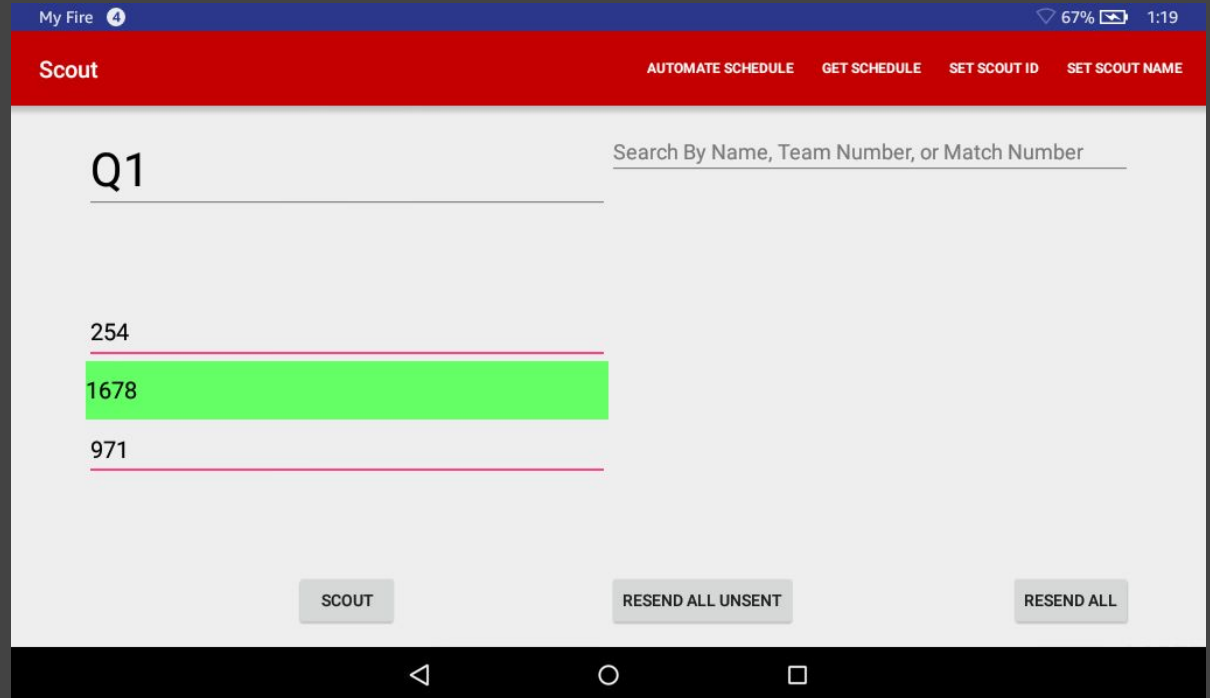 My Fire 4 67% 1:19
Scout AUTOMATE SCHEDULE GET SCHEDULE SET SCOUT ID SET SCOUT NAME
Q1 Search By Name, Team Number, or Match Number
254
1678
971
SCOUT RESEND ALL UNSENT RESEND ALL